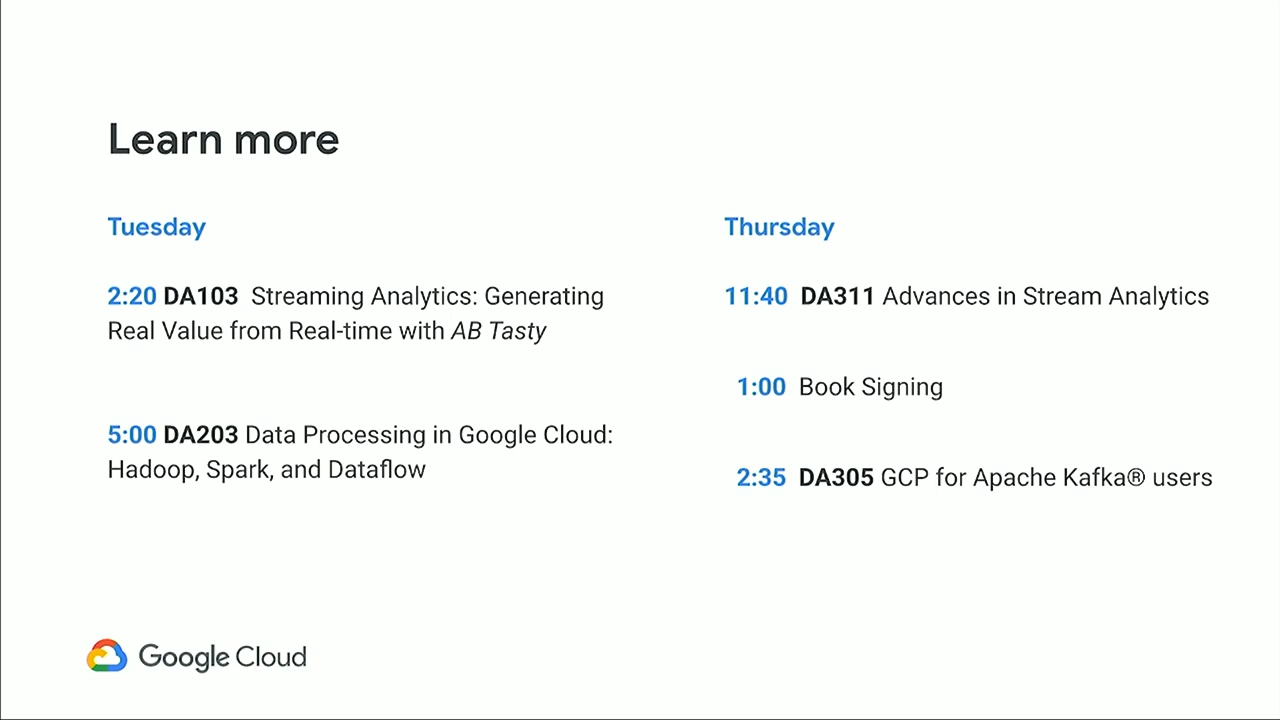 Learn more
Tuesday
2:20 DA103 Streaming Analytics: Generating
Real Value from Real-time with AB Tasty
5:00 DA203 Data Processing in Google Cloud:
Hadoop, Spark, and Dataflow
Thursday
11:40 DA311 Advances in Stream Analytics
1:00 Book Signing
2:35 DA305 GCP for Apache Kafka® users
Google Cloud